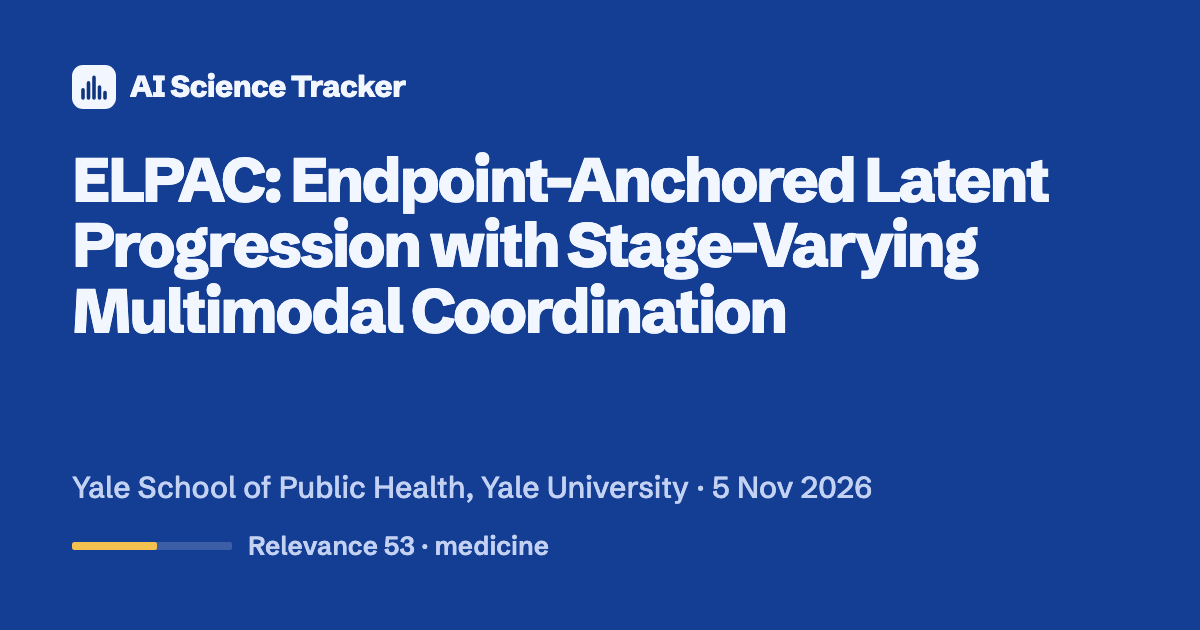 AI Science Tracker
ELPAC: Endpoint-Anchored Latent
Progression with Stage-Varying
Multimodal Coordination
Yale School of Public Health, Yale University · 5 Nov 2026
Relevance 53 · medicine